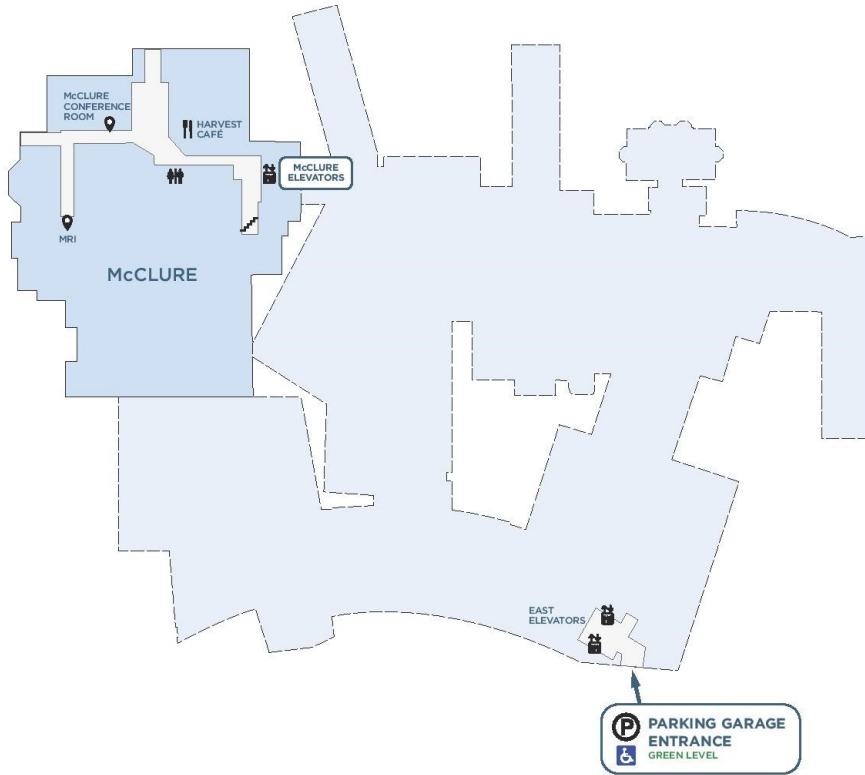 McCLURE
CONFERENCE
ROOM
HARVEST
CAFÉ
McCLURE
ELEVATORS
MRI
McCLURE
EAST
ELEVATORS
P
PARKING GARAGE
ENTRANCE
GREEN LEVEL